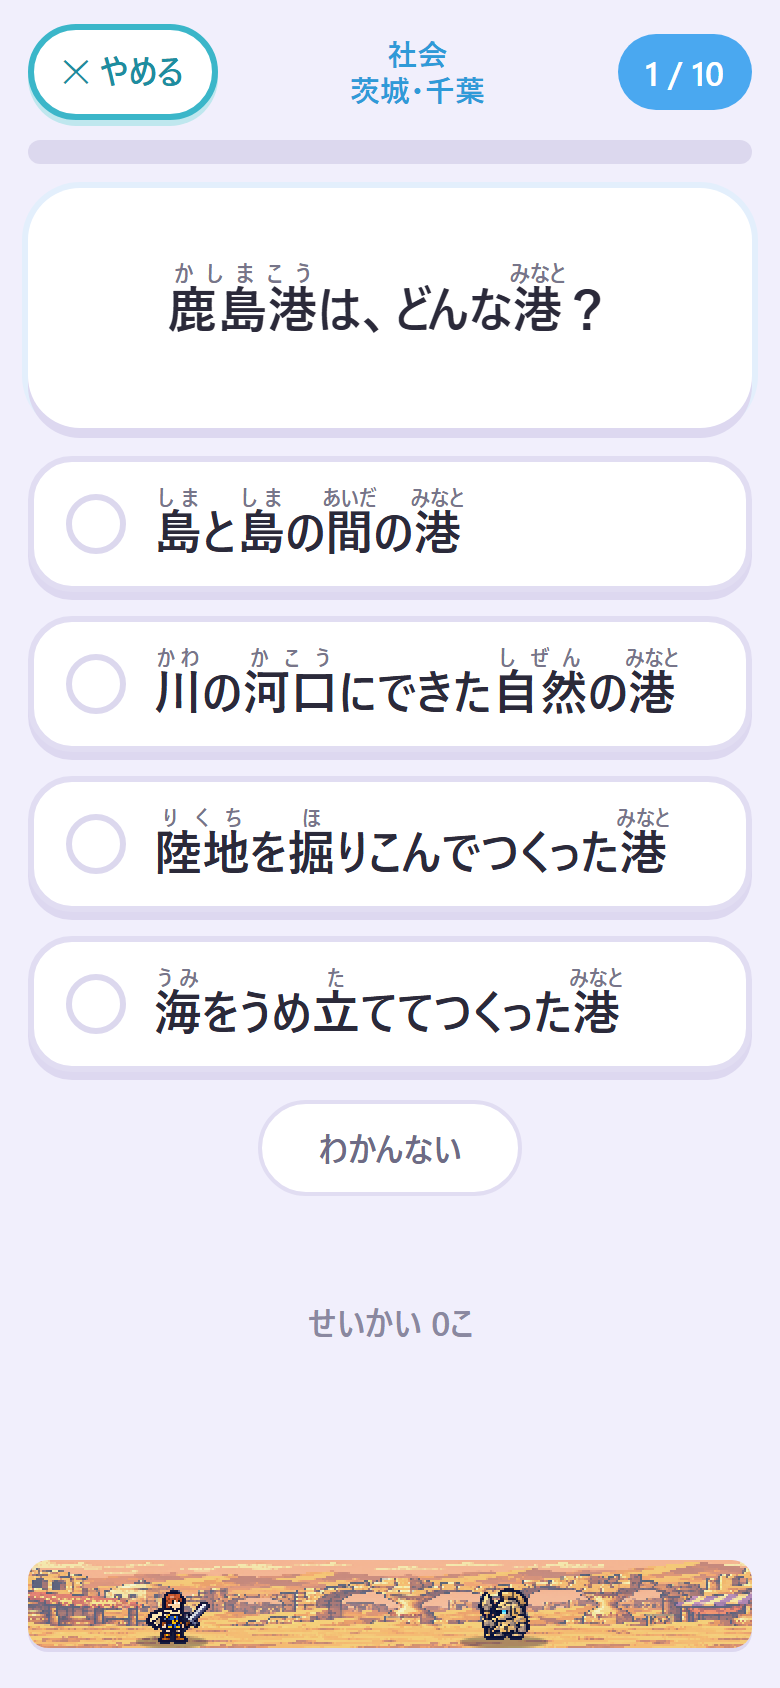 × やめる
社会
茨城・千葉
1 / 10
かしまこう みなと
鹿島港は、どんな港？
しま しま あいだ みなと
島と島の間の港
かわ かこう しぜん みなと
川の河口にできた自然の港
りくち ほ みなと
陸地を掘りこんでつくった港
うみ た みなと
海をうめ立ててつくった港
わかんない
せいかい 0こ